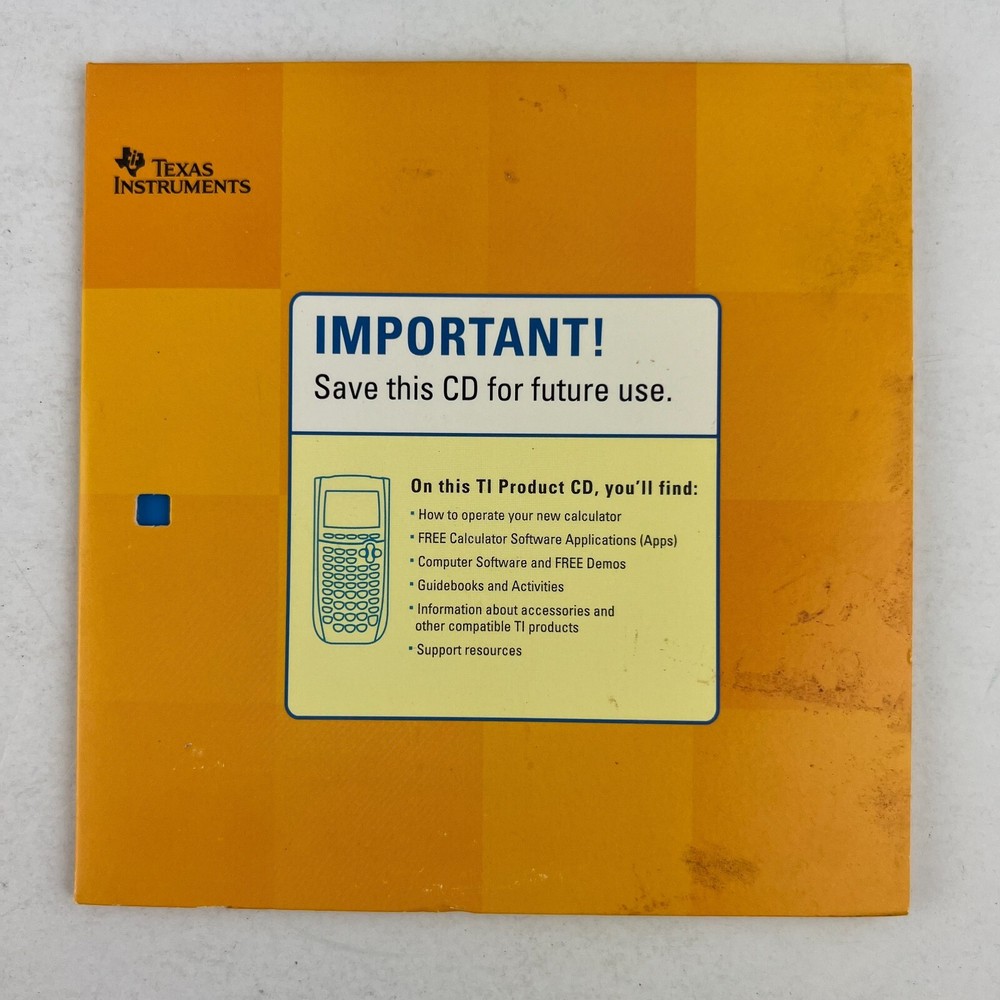 TEXAS
INSTRUMENTS
IMPORTANT!
Save this CD for future use.
On this TI Product CD, you'll find:
▪ How to operate your new calculator
▪ FREE Calculator Software Applications (Apps)
▪ Computer Software and FREE Demos
▪ Guidebooks and Activities
▪ Information about accessories and
other compatible TI products
▪ Support resources